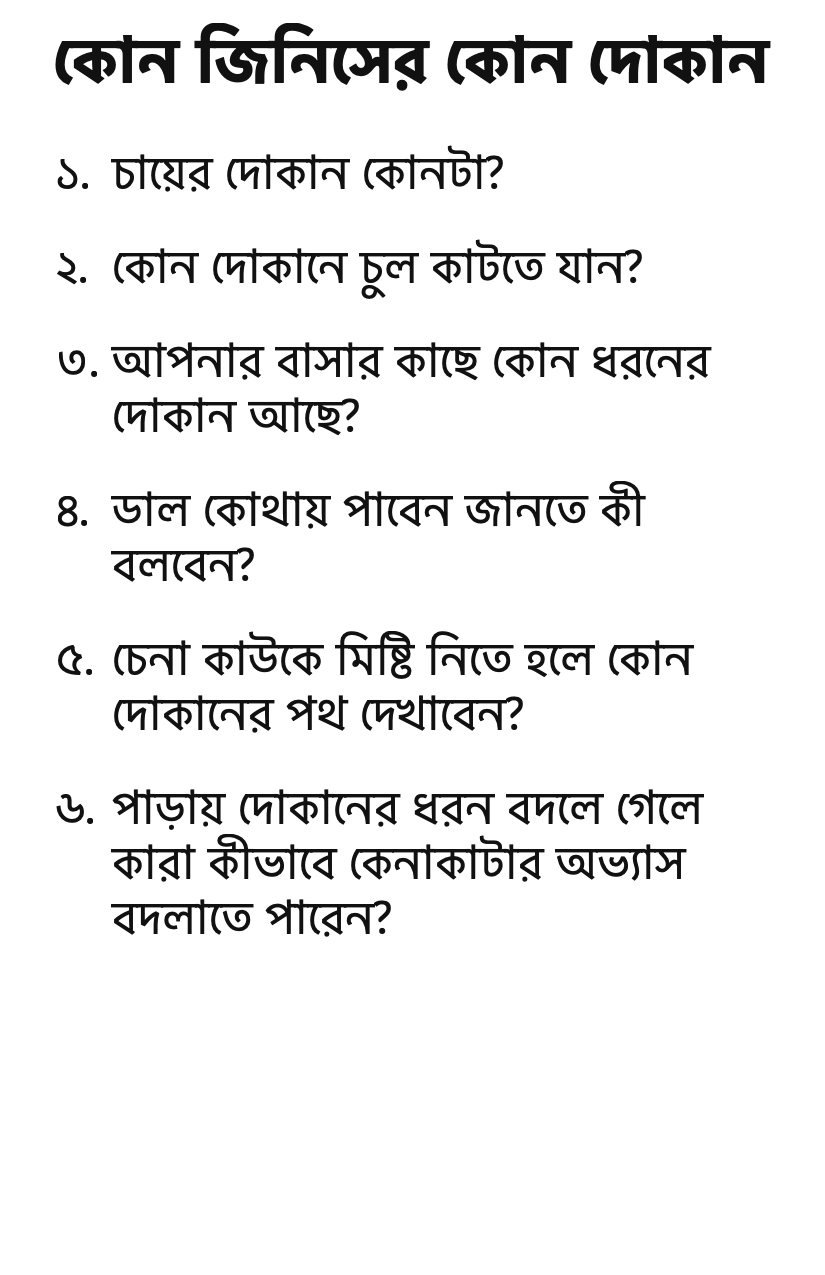 কোন জিনিসের কোন দোকান
১. চায়ের দোকান কোনটা?
২. কোন দোকানে চুল কাটতে যান?
৩. আপনার বাসার কাছে কোন ধরনের
দোকান আছে?
৪. ডাল কোথায় পাবেন জানতে কী
বলবেন?
৫. চেনা কাউকে মিষ্টি নিতে হলে কোন
দোকানের পথ দেখাবেন?
৬. পাড়ায় দোকানের ধরন বদলে গেলে
কারা কীভাবে কেনাকাটার অভ্যাস
বদলাতে পারেন?